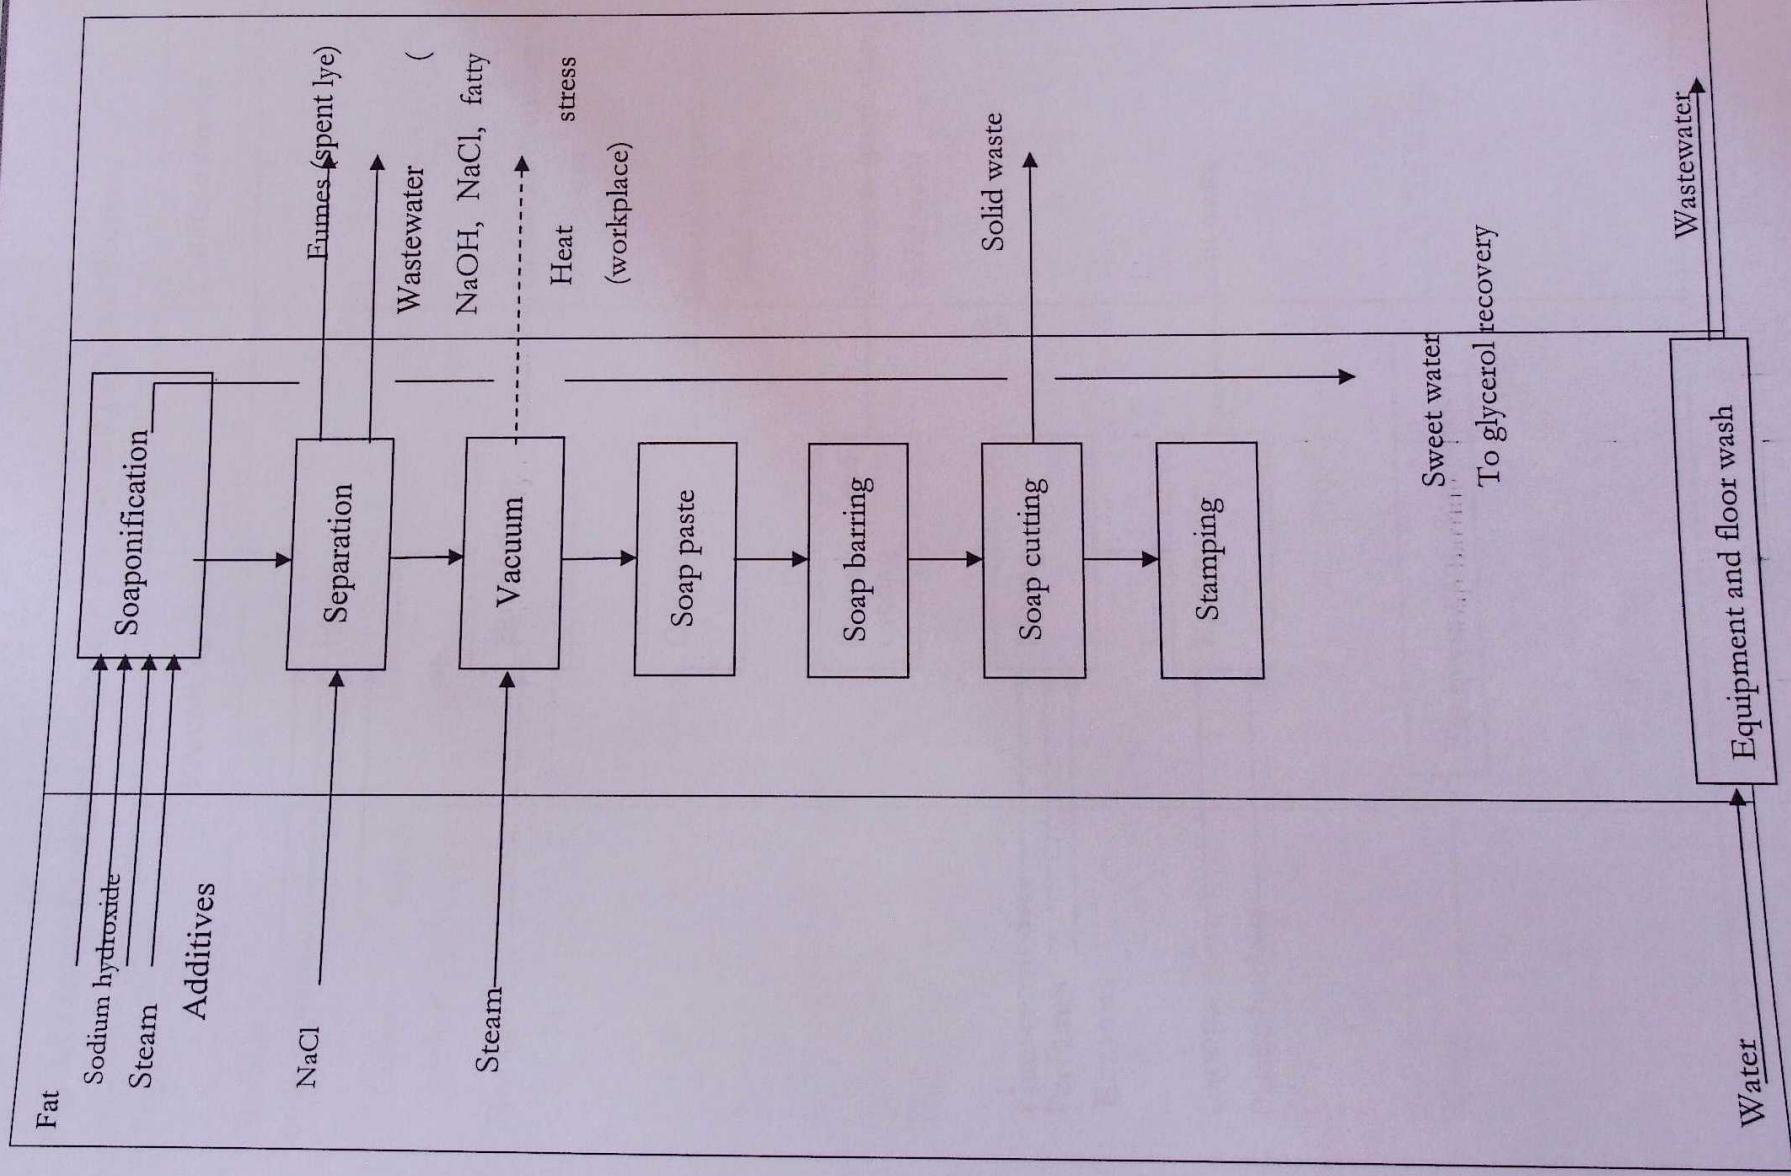 Fat
Sodium hydroxide
Steam
Additives
NaCl
Steam
Water
Soaponification
Separation
Vacuum
Soap paste
Soap barring
Soap cutting
Stamping
Sweet water
To glycerol recovery
Equipment and floor wash
Fumes (spent lye)
Wastewater (
NaOH, NaCl, fatty
Heat stress
(workplace)
Solid waste
Wastewater